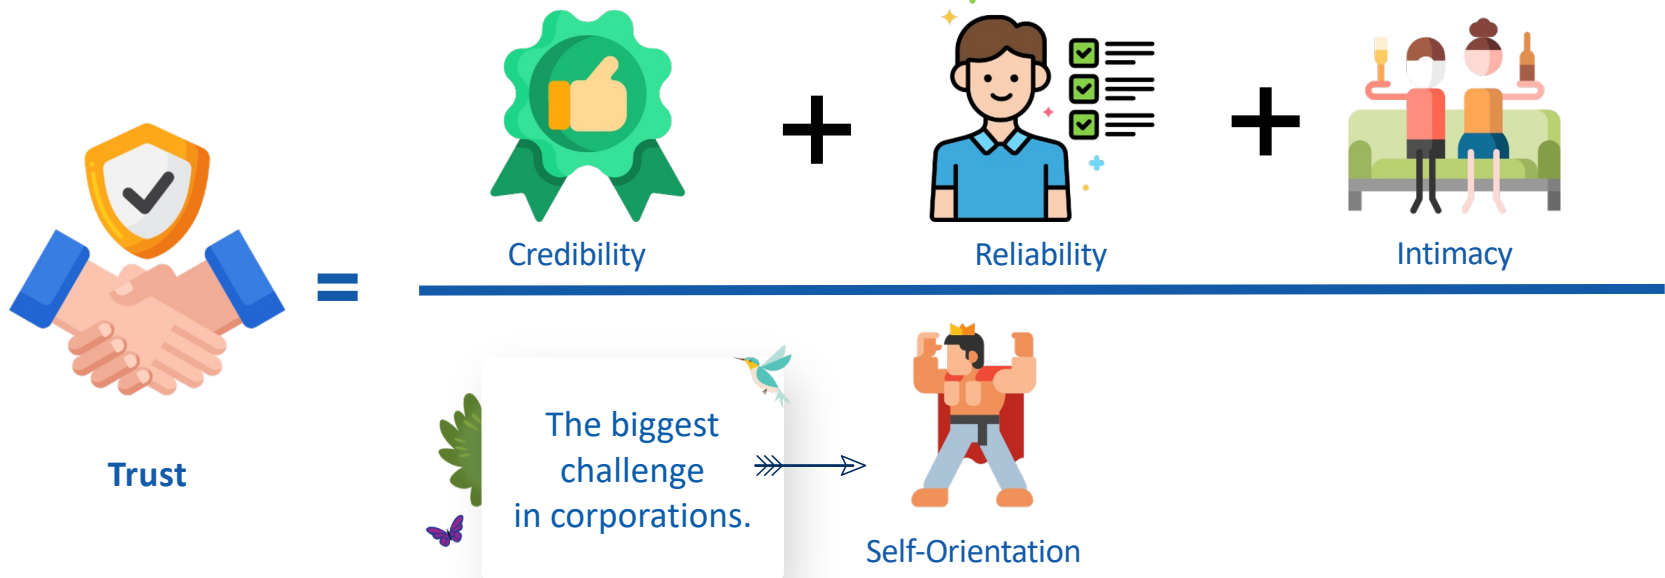 Credibility
+
Reliability
+
Intimacy
Trust
=
The biggest
challenge
in corporations.
Self-Orientation